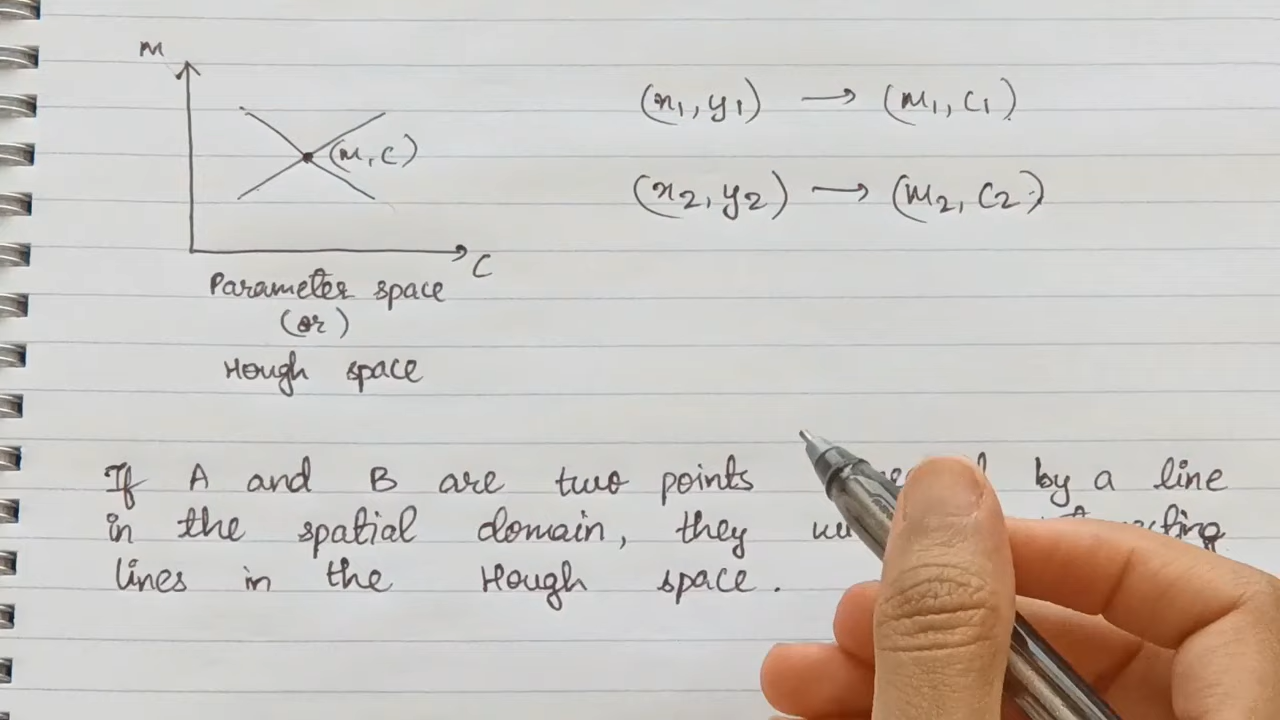 m
(m, c)
c
Parameter space
(or)
Hough space
(x1, y1) → (m1, c1)
(x2, y2) → (m2, c2)
If A and B are two points by a line
in the spatial domain, they
lines in the Hough space.